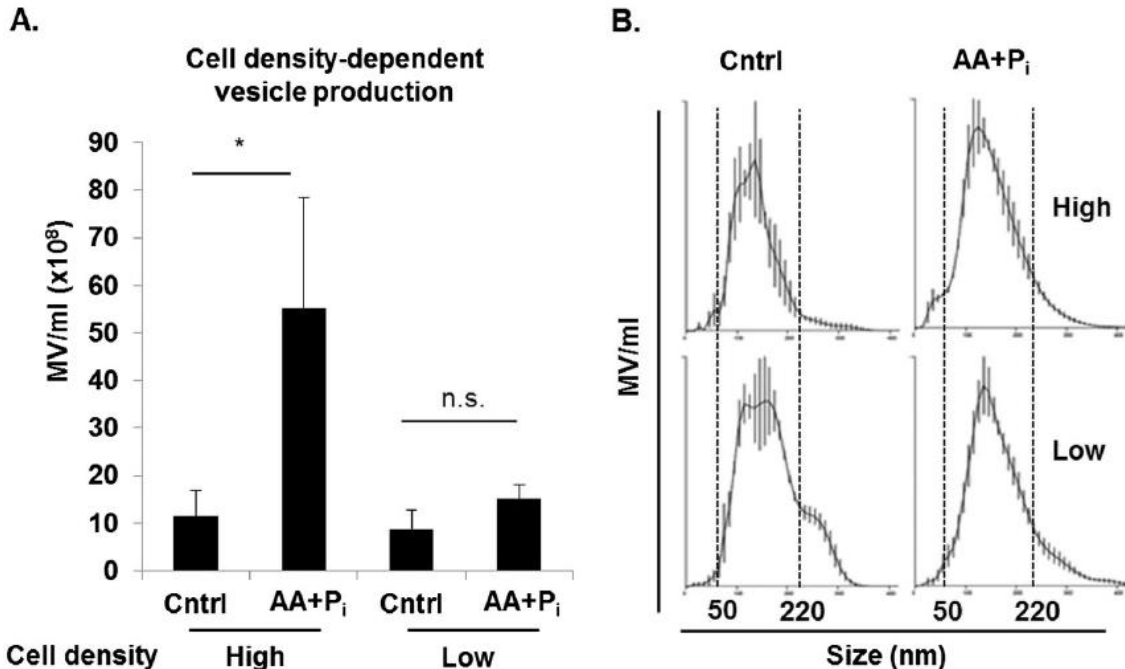 A.
Cell density-dependent
vesicle production
MV/ml (x10⁸)
90
80
70
60
50
40
30
20
10
0
*
n.s.
Cntrl AA+Pᵢ Cntrl AA+Pᵢ
Cell density High Low
B.
Cntrl AA+Pᵢ
High
Low
MV/ml
50 220 50 220
Size (nm)